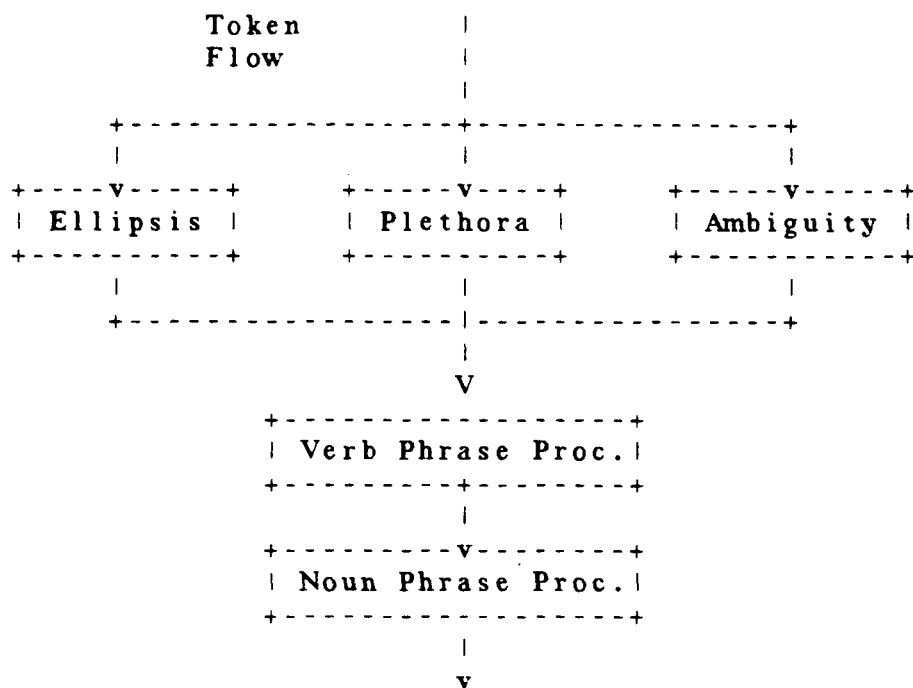 Token
Flow
Ellipsis Plethora Ambiguity
Verb Phrase Proc.
Noun Phrase Proc.